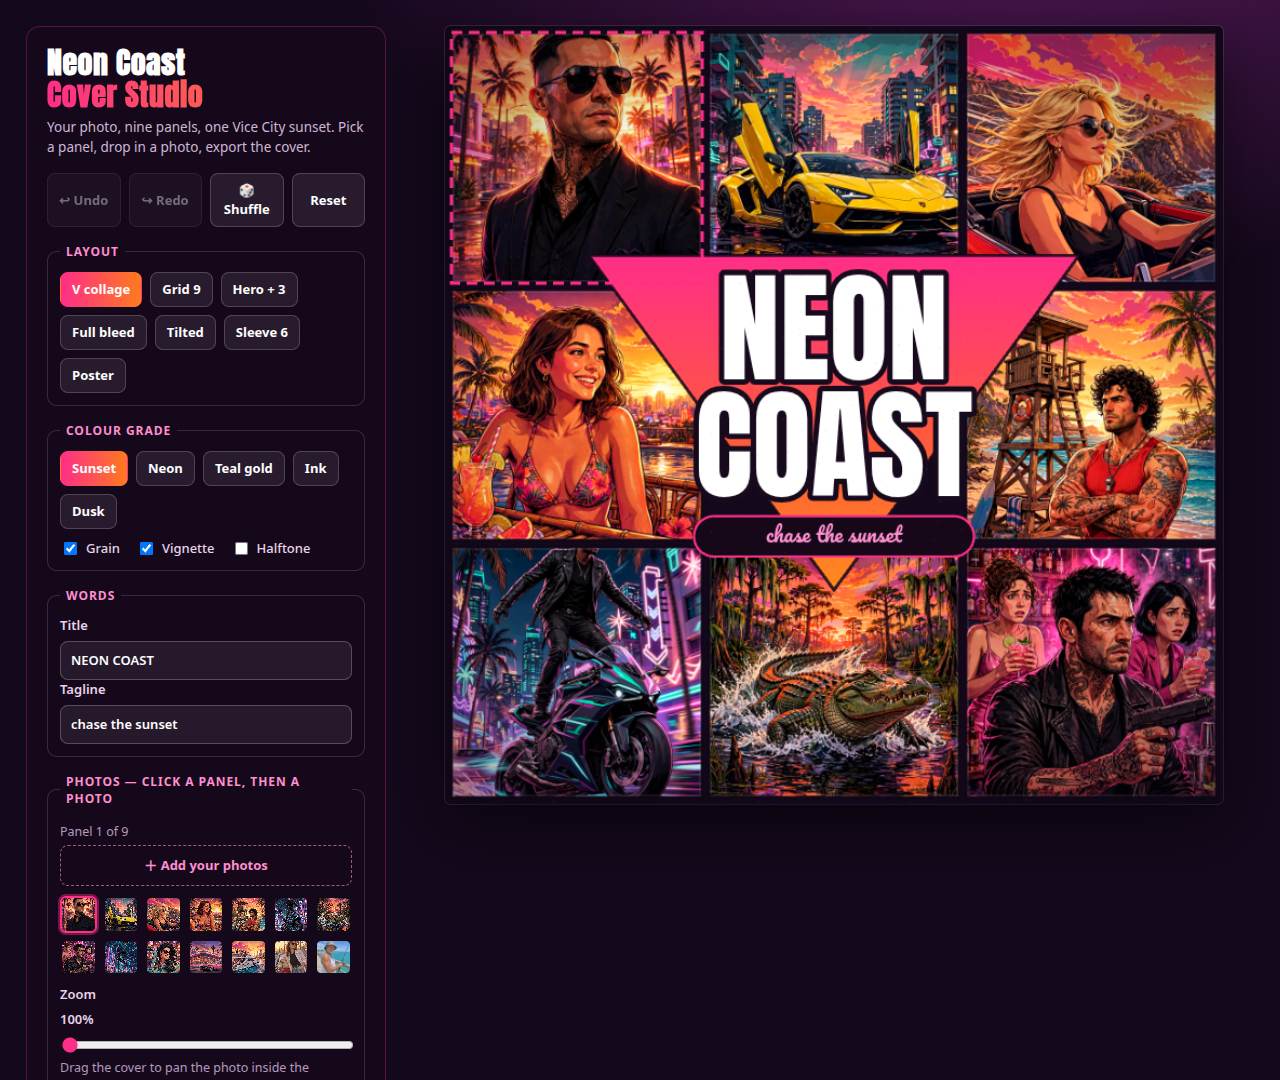 Neon Coast
Cover Studio
Your photo, nine panels, one Vice City sunset. Pick
a panel, drop in a photo, export the cover.
↩ Undo
↪ Redo
🎲 Shuffle
Reset
LAYOUT
V collage
Grid 9
Hero + 3
Full bleed
Tilted
Sleeve 6
Poster
COLOUR GRADE
Sunset
Neon
Teal gold
Ink
Dusk
Grain
Vignette
Halftone
WORDS
Title
NEON COAST
Tagline
chase the sunset
PHOTOS — CLICK A PANEL, THEN A
PHOTO
Panel 1 of 9
+ Add your photos
Zoom
100%
Drag the cover to pan the photo inside the
NEON
COAST
chase the sunset